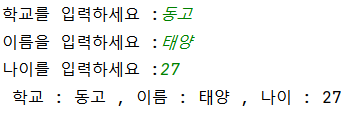 학교를 입력하세요 :동고
이름을 입력하세요 :태양
나이를 입력하세요 :27
학교 : 동고 , 이름 : 태양 , 나이 : 27